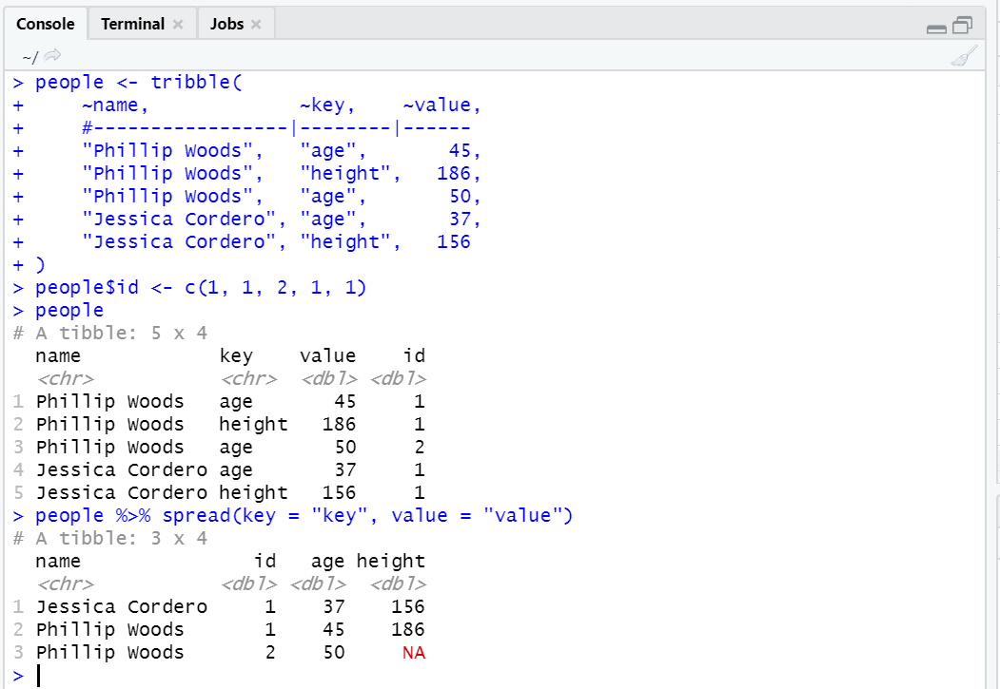 Console Terminal × Jobs ×
~/
> people <- tribble(
+     ~name,             ~key,    ~value,
+     #-----------------|--------|------
+     "Phillip Woods",   "age",       45,
+     "Phillip Woods",   "height",   186,
+     "Phillip Woods",   "age",       50,
+     "Jessica Cordero", "age",       37,
+     "Jessica Cordero", "height",   156
+ )
> people$id <- c(1, 1, 2, 1, 1)
> people
# A tibble: 5 x 4
  name            key    value    id
  <chr>           <chr>  <dbl> <dbl>
1 Phillip Woods   age       45     1
2 Phillip Woods   height   186     1
3 Phillip Woods   age       50     2
4 Jessica Cordero age       37     1
5 Jessica Cordero height   156     1
> people %>% spread(key = "key", value = "value")
# A tibble: 3 x 4
  name               id   age height
  <chr>           <dbl> <dbl>  <dbl>
1 Jessica Cordero     1    37    156
2 Phillip Woods       1    45    186
3 Phillip Woods       2    50     NA
>